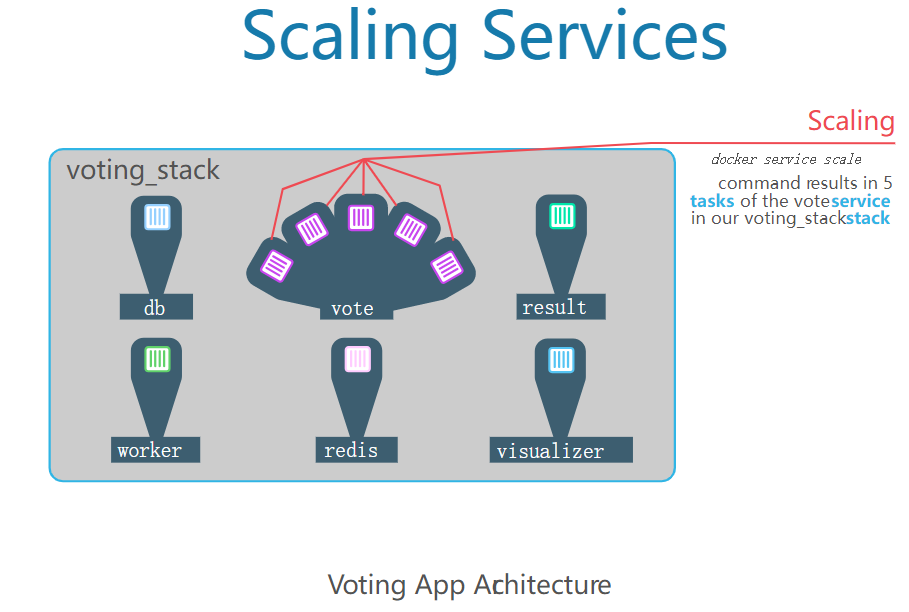 Scaling Services
Scaling
voting_stack
docker service scale
command results in 5
tasks of the vote service
in our voting_stack stack
db
vote
result
worker
redis
visualizer
Voting App Achitecture